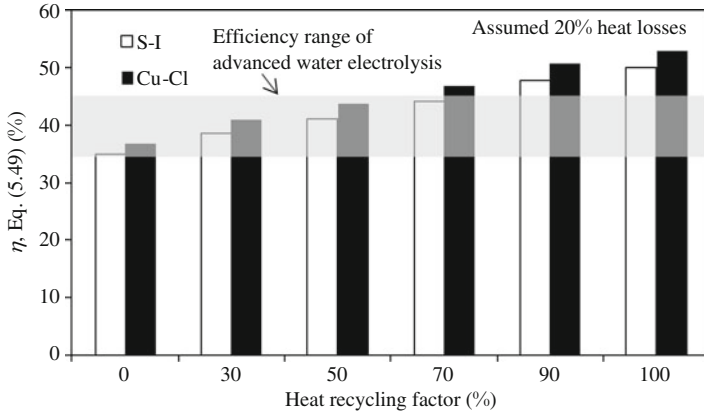 60
50
40
30
20
10
0
η, Eq. (5.49) (%)
S-I
Cu-Cl
Efficiency range of
advanced water electrolysis
Assumed 20% heat losses
0 30 50 70 90 100
Heat recycling factor (%)